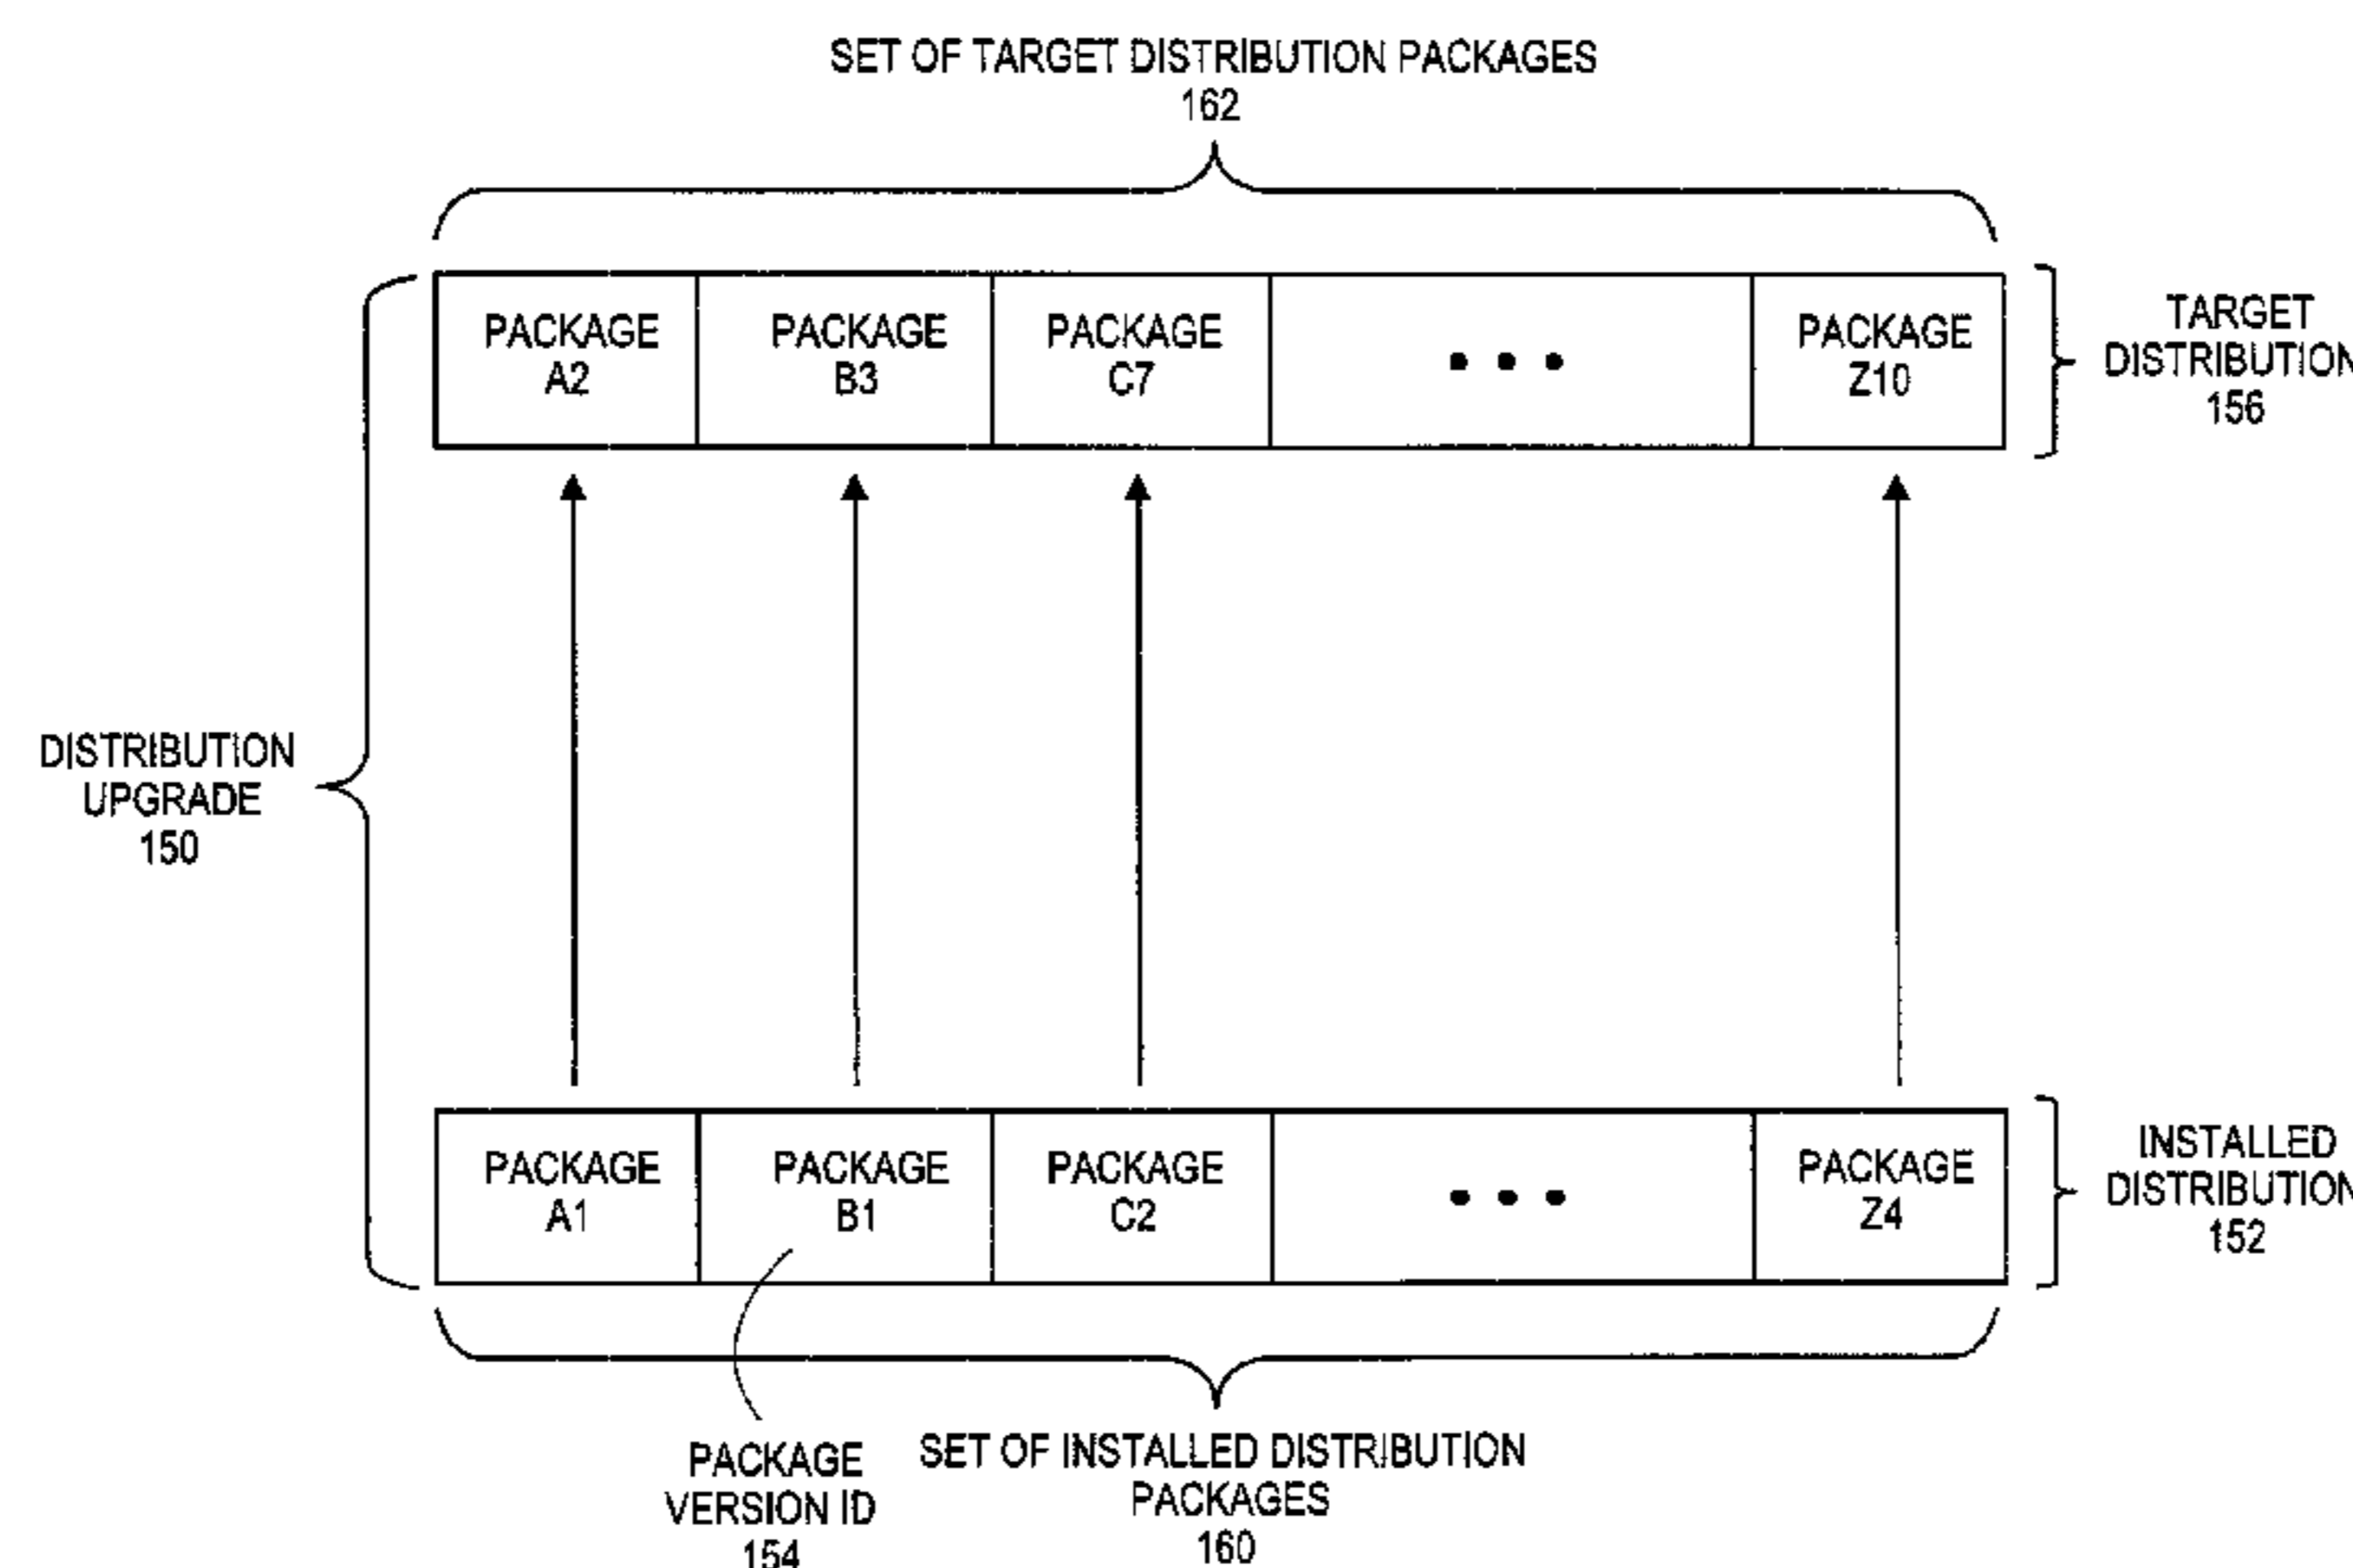 SET OF TARGET DISTRIBUTION PACKAGES
162
PACKAGE
A2
PACKAGE
B3
PACKAGE
C7
• • •
PACKAGE
Z10
TARGET
DISTRIBUTION
156
DISTRIBUTION
UPGRADE
150
PACKAGE
A1
PACKAGE
B1
PACKAGE
C2
• • •
PACKAGE
Z4
INSTALLED
DISTRIBUTION
152
PACKAGE
VERSION ID
154
SET OF INSTALLED DISTRIBUTION
PACKAGES
160